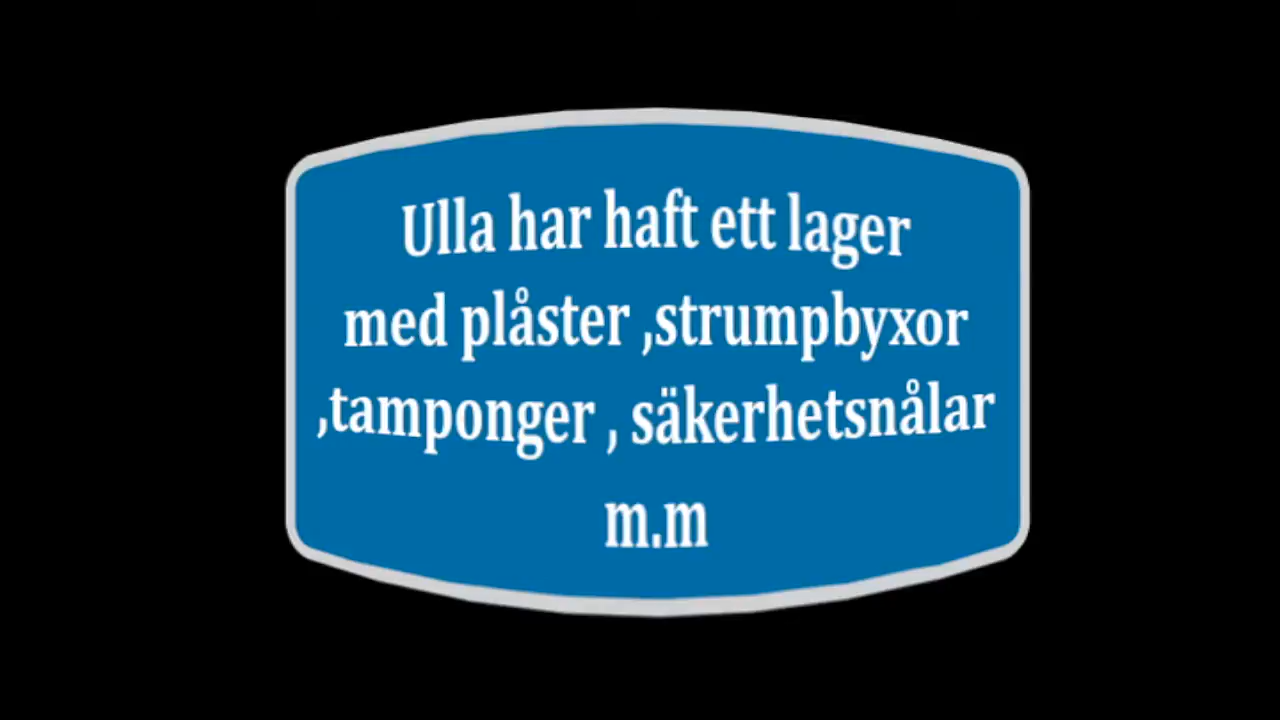 Ulla har haft ett lager
med plåster ,strumpbyxor
,tamponger , säkerhetsnålar
m.m